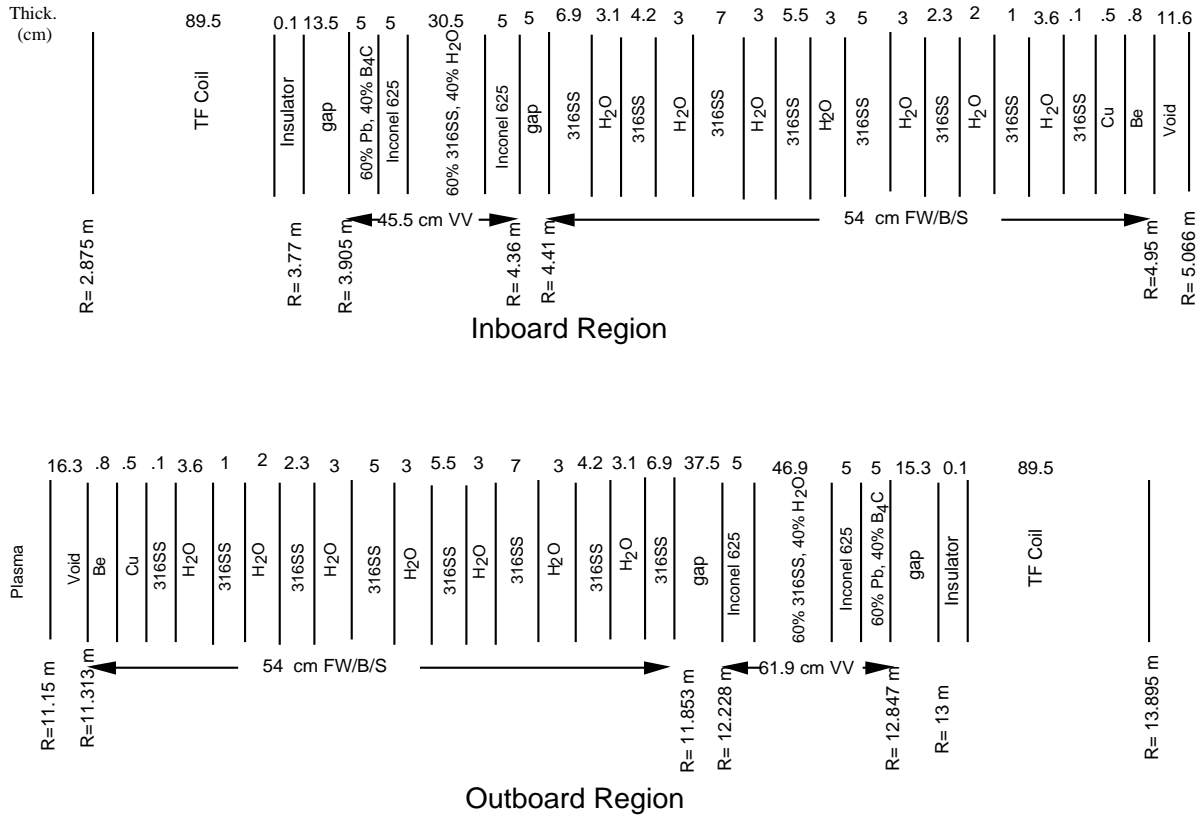 Thick.
(cm)
89.5 0.1 13.5 5 5 30.5 5 5 6.9 3.1 4.2 3 7 3 5.5 3 5 3 2.3 2 1 3.6 .1 .5 .8 11.6
TF Coil
Insulator
gap
60% Pb, 40% B4C
Inconel 625
60% 316SS, 40% H2O
Inconel 625
gap
316SS
H2O
316SS
H2O
316SS
H2O
316SS
H2O
316SS
H2O
316SS
H2O
316SS
H2O
316SS
Cu
Be
Void
45.5 cm VV
54 cm FW/B/S
R= 2.875 m
R= 3.77 m
R= 3.905 m
R= 4.36 m
R= 4.41 m
R=4.95 m
R= 5.066 m
Inboard Region
16.3 .8 .5 .1 3.6 1 2 2.3 3 5 3 5.5 3 7 3 4.2 3.1 6.9 37.5 5 46.9 5 5 15.3 0.1 89.5
Plasma
Void
Be
Cu
316SS
H2O
316SS
H2O
316SS
H2O
316SS
H2O
316SS
H2O
316SS
H2O
316SS
H2O
316SS
gap
Inconel 625
60% 316SS, 40% H2O
Inconel 625
60% Pb, 40% B4C
gap
Insulator
TF Coil
54 cm FW/B/S
61.9 cm VV
R=11.15 m
R=11.313 m
R= 11.853 m
R= 12.228 m
R= 12.847 m
R= 13 m
R= 13.895 m
Outboard Region